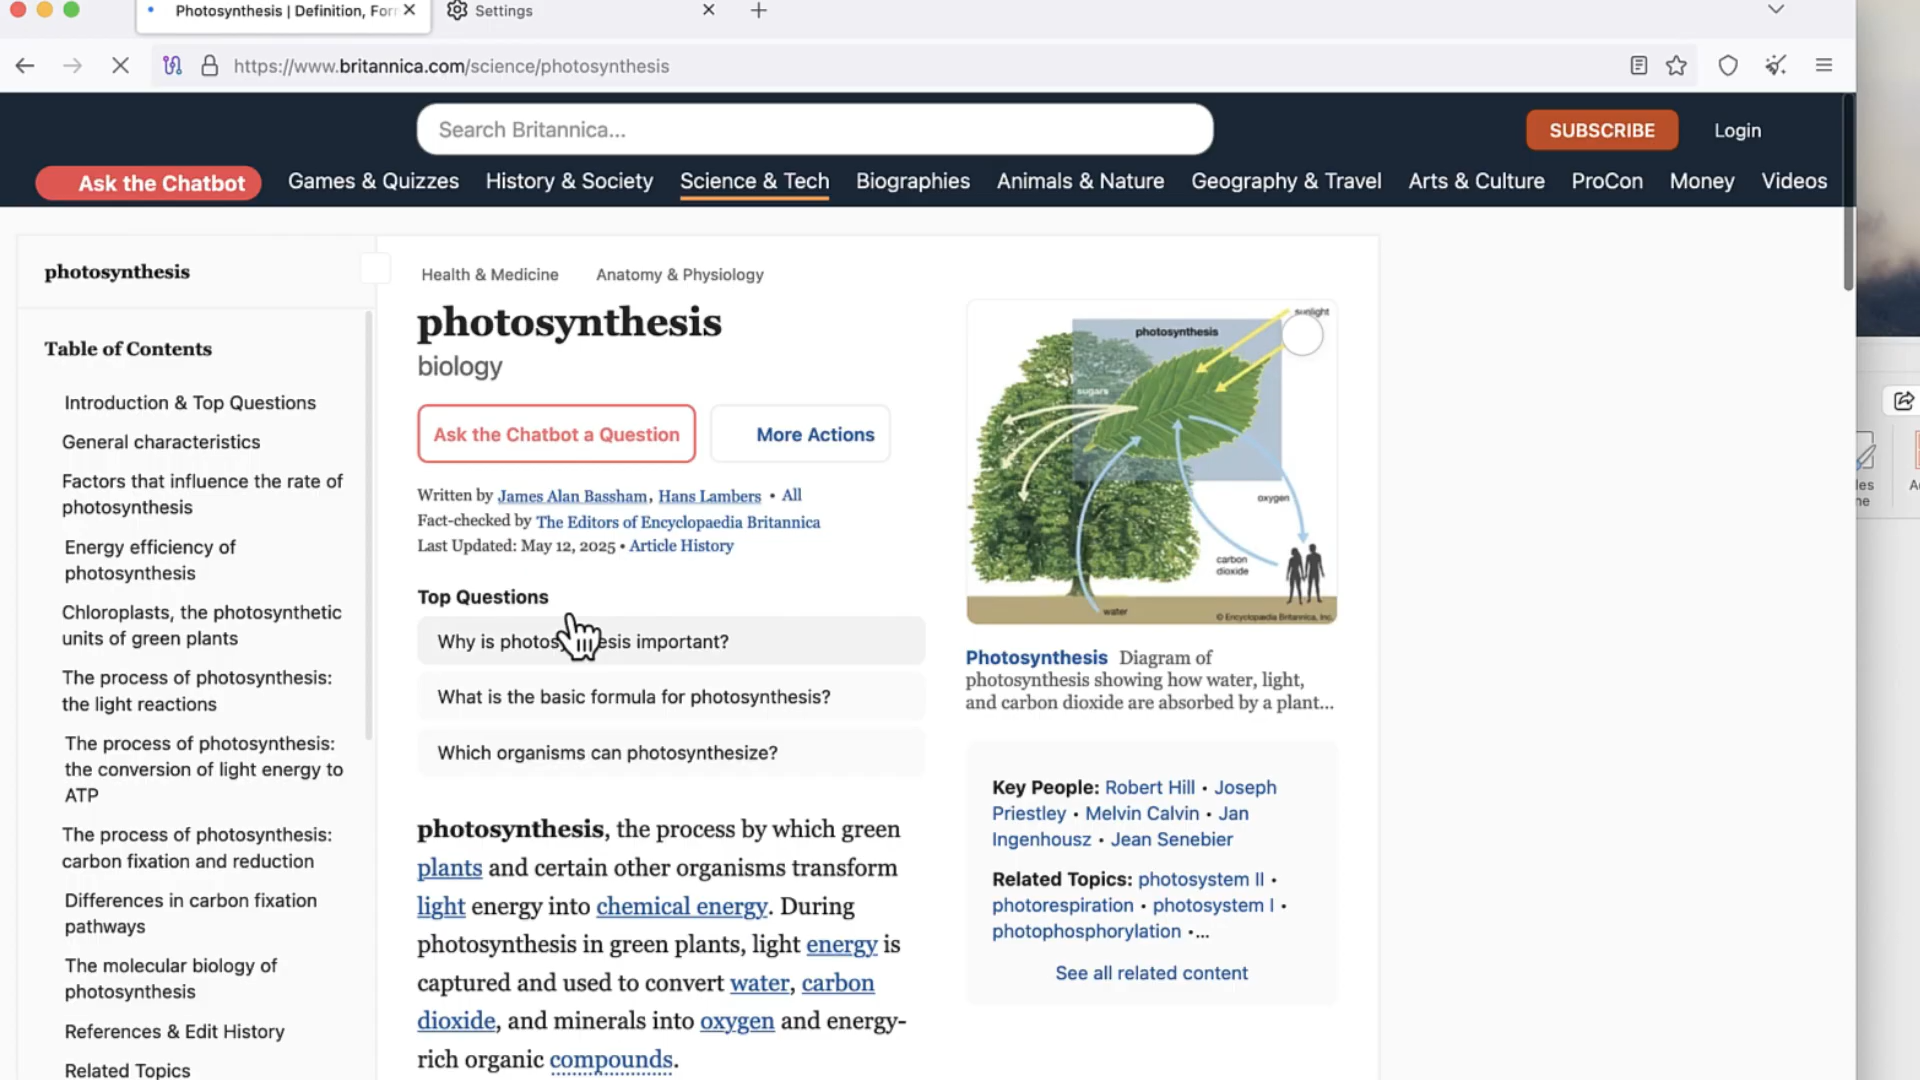 Photosynthesis | Definition, For
Settings
https://www.britannica.com/science/photosynthesis
Search Britannica...
SUBSCRIBE
Login
Ask the Chatbot
Games & Quizzes
History & Society
Science & Tech
Biographies
Animals & Nature
Geography & Travel
Arts & Culture
ProCon
Money
Videos
photosynthesis
Table of Contents
Introduction & Top Questions
General characteristics
Factors that influence the rate of
photosynthesis
Energy efficiency of
photosynthesis
Chloroplasts, the photosynthetic
units of green plants
The process of photosynthesis:
the light reactions
The process of photosynthesis:
the conversion of light energy to
ATP
The process of photosynthesis:
carbon fixation and reduction
Differences in carbon fixation
pathways
The molecular biology of
photosynthesis
References & Edit History
Related Topics
Health & Medicine
Anatomy & Physiology
photosynthesis
biology
Ask the Chatbot a Question
More Actions
Written by James Alan Bassham, Hans Lambers • All
Fact-checked by The Editors of Encyclopaedia Britannica
Last Updated: May 12, 2025 • Article History
Top Questions
Why is photosynthesis important?
What is the basic formula for photosynthesis?
Which organisms can photosynthesize?
photosynthesis, the process by which green
plants and certain other organisms transform
light energy into chemical energy. During
photosynthesis in green plants, light energy is
captured and used to convert water, carbon
dioxide, and minerals into oxygen and energy-
rich organic compounds.
sunlight
photosynthesis
sugars
oxygen
carbon
dioxide
water
© Encyclopædia Britannica, Inc.
Photosynthesis Diagram of
photosynthesis showing how water, light,
and carbon dioxide are absorbed by a plant...
Key People: Robert Hill • Joseph
Priestley • Melvin Calvin • Jan
Ingenhousz • Jean Senebier
Related Topics: photosystem II •
photorespiration • photosystem I •
photophosphorylation •...
See all related content